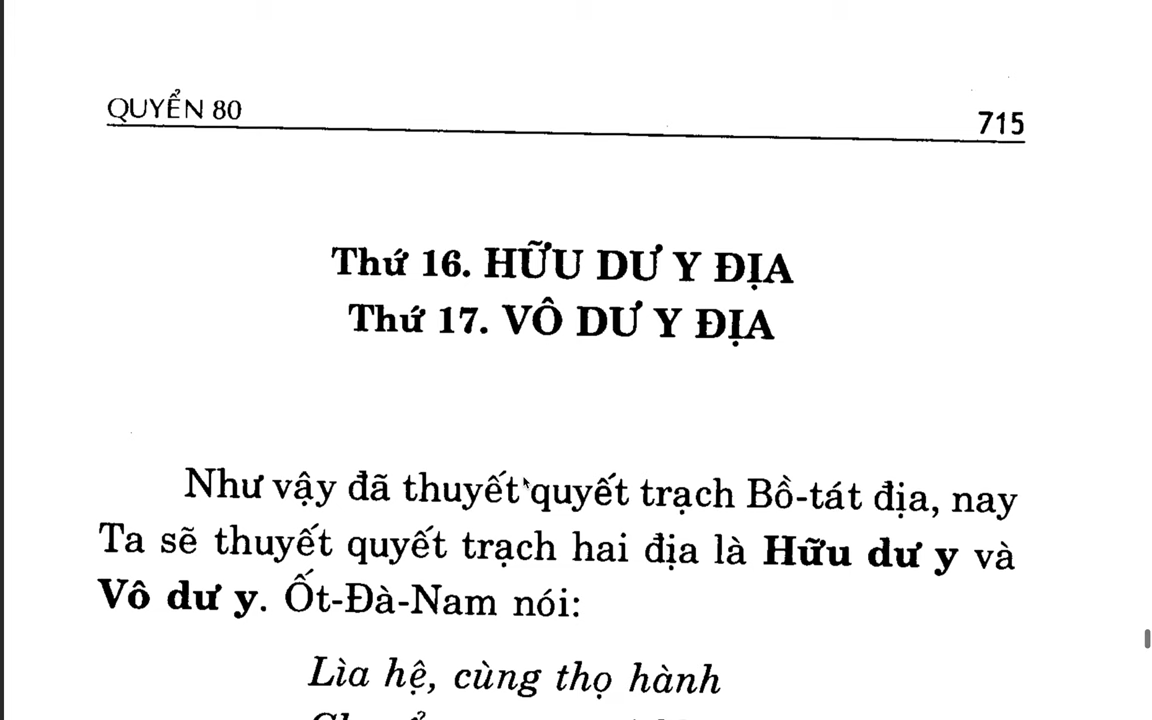 QUYỂN 80
715
Thứ 16. HỮU DƯ Y ĐỊA
Thứ 17. VÔ DƯ Y ĐỊA
Như vậy đã thuyết quyết trạch Bồ-tát địa, nay
Ta sẽ thuyết quyết trạch hai địa là Hữu dư y và
Vô dư y. Ốt-Đà-Nam nói:
Lìa hệ, cùng thọ hành